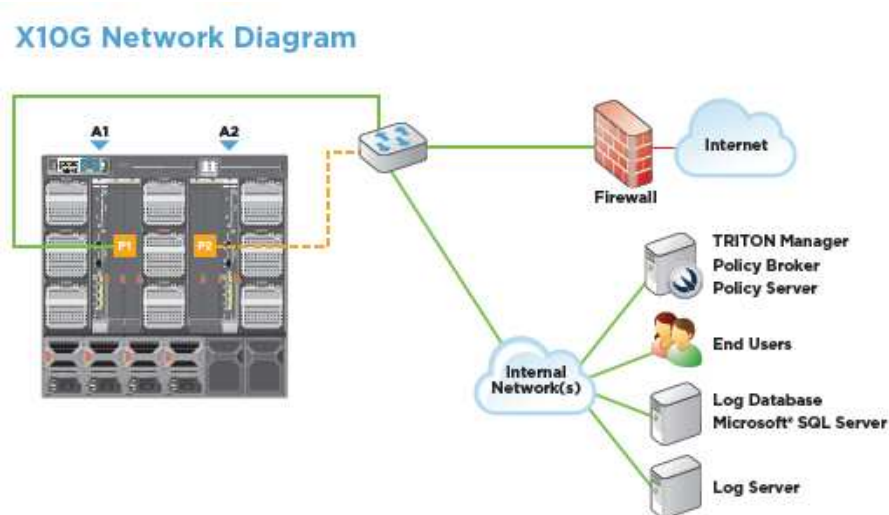 X10G Network Diagram
A1
A2
P1
P2
Firewall
Internet
TRITON Manager
Policy Broker
Policy Server
End Users
Internal
Network(s)
Log Database
Microsoft® SQL Server
Log Server